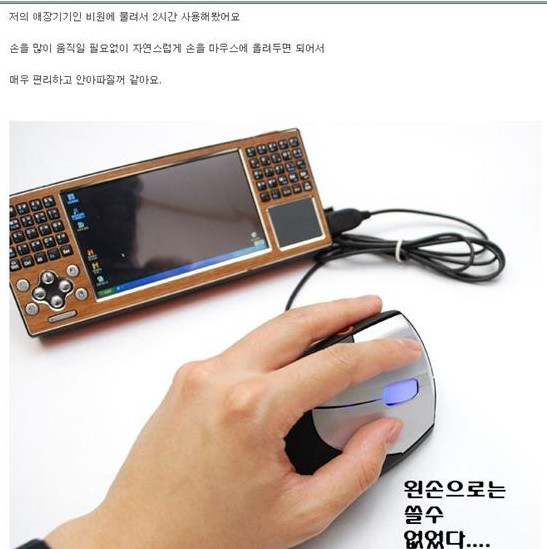 저의 애장기기인 비원에 물려서 2시간 사용해봤어요
손을 많이 움직일 필요없이 자연스럽게 손을 마우스에 올려두면 되어서
매우 편리하고 안아파질꺼 같아요.
왼손으로는
쓸수
없었다....